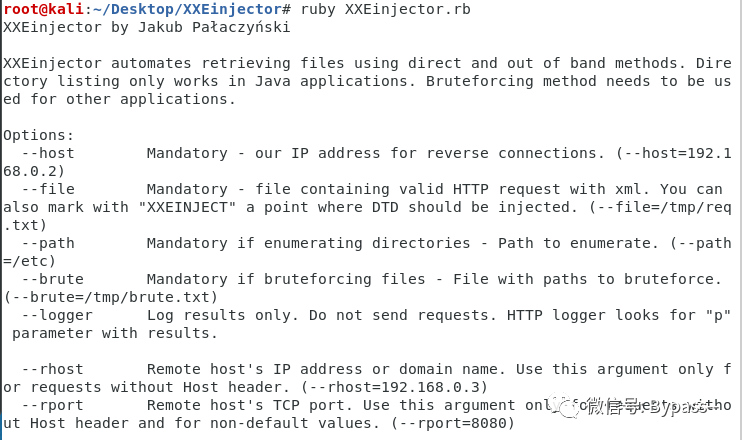 root@kali:~/Desktop/XXEinjector# ruby XXEinjector.rb
XXEinjector by Jakub Pałaczyński
XXEinjector automates retrieving files using direct and out of band methods. Dire
ctory listing only works in Java applications. Bruteforcing method needs to be us
ed for other applications.
Options:
  --host        Mandatory - our IP address for reverse connections. (--host=192.1
68.0.2)
  --file        Mandatory - file containing valid HTTP request with xml. You can
also mark with "XXEINJECT" a point where DTD should be injected. (--file=/tmp/req
.txt)
  --path        Mandatory if enumerating directories - Path to enumerate. (--path
=/etc)
  --brute       Mandatory if bruteforcing files - File with paths to bruteforce.
(--brute=/tmp/brute.txt)
  --logger      Log results only. Do not send requests. HTTP logger looks for "p"
 parameter with results.
  --rhost       Remote host's IP address or domain name. Use this argument only f
or requests without Host header. (--rhost=192.168.0.3)
  --rport       Remote host's TCP port. Use this argument only for tho
ut Host header and for non-default values. (--rport=8080)
微信号: Bypass--